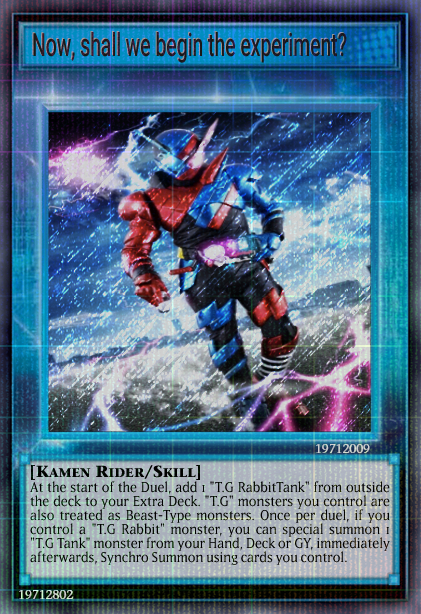 Now, shall we begin the experiment?
19712009
[Kamen Rider/Skill]
At the start of the Duel, add 1 "T.G RabbitTank" from outside
the deck to your Extra Deck. "T.G" monsters you control are
also treated as Beast-Type monsters. Once per duel, if you
control a "T.G Rabbit" monster, you can special summon 1
"T.G Tank" monster from your Hand, Deck or GY, immediately
afterwards, Synchro Summon using cards you control.
19712802